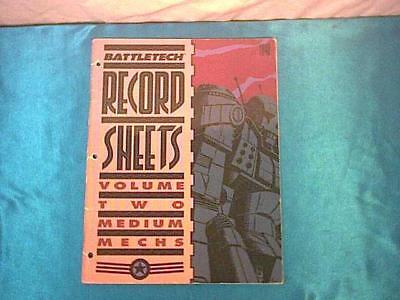 BATTLETECH
RECORD
SHEETS
VOLUME
TWO
MEDIUM
MECHS